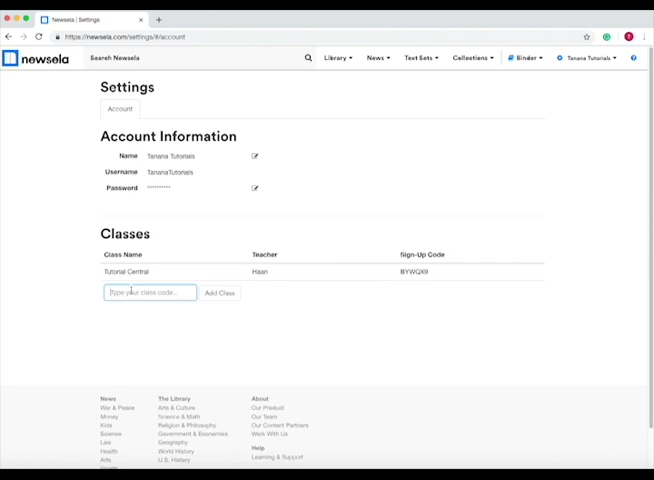 Newsela | Settings
https://newsela.com/settings/#/account
newsela Search Newsela Library News Text Sets Collections Binder Tanana Tutorials
Settings
Account
Account Information
Name Tanana Tutorials
Username TananaTutorials
Password **********
Classes
Class Name Teacher Sign-Up Code
Tutorial Central Haan BYWQX9
Type your class code... Add Class
News The Library About
War & Peace Arts & Culture Our Product
Money Science & Math Our Team
Kids Religion & Philosophy Our Content Partners
Science Government & Economies Work With Us
Law Geography
Health World History Help
Arts U.S. History Learning & Support
Sports